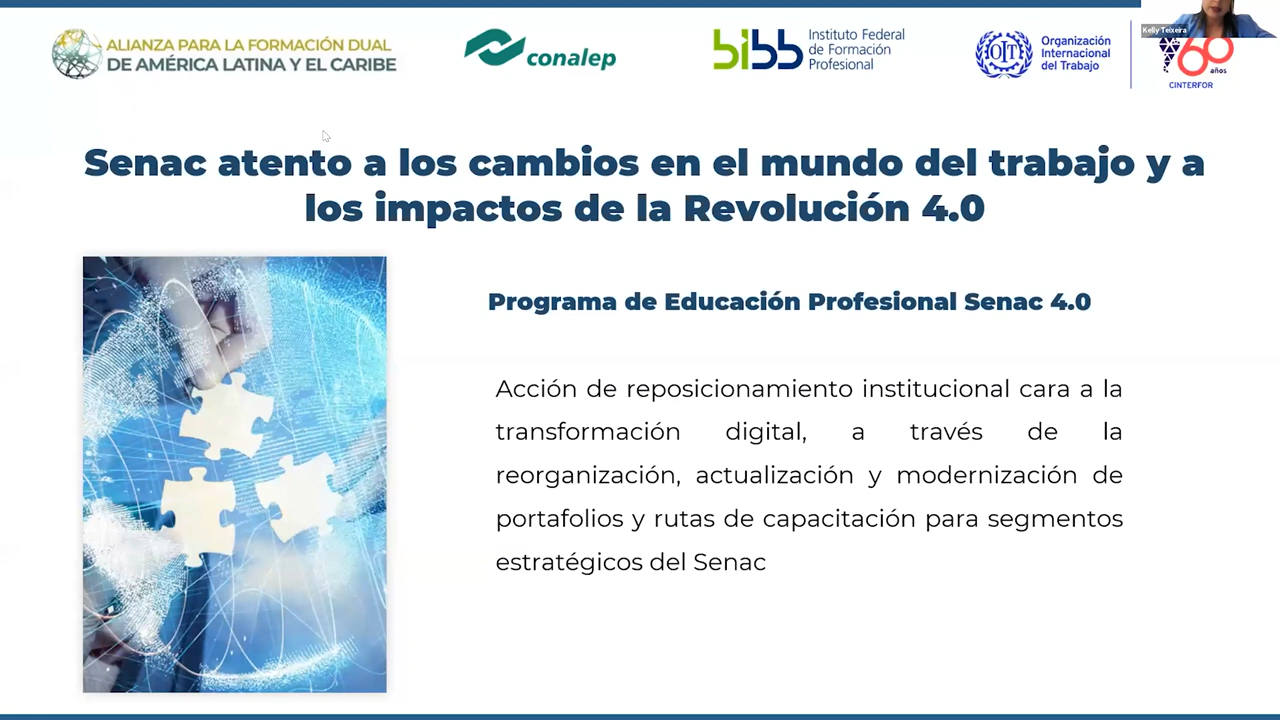 ALIANZA PARA LA FORMACIÓN DUAL
DE AMÉRICA LATINA Y EL CARIBE
conalep
bibb
Instituto Federal
de Formación
Profesional
OIT
Organización
Internacional
del Trabajo
Kelly Teixeira
60
años
CINTERFOR
Senac atento a los cambios en el mundo del trabajo y a
los impactos de la Revolución 4.0
Programa de Educación Profesional Senac 4.0
Acción de reposicionamiento institucional cara a la
transformación digital, a través de la
reorganización, actualización y modernización de
portafolios y rutas de capacitación para segmentos
estratégicos del Senac